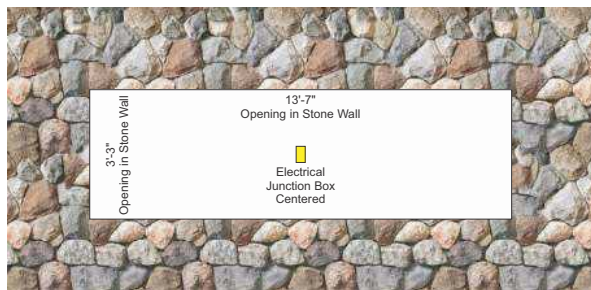 13'-7"
Opening in Stone Wall
3'-3"
Opening in Stone Wall
Electrical
Junction Box
Centered